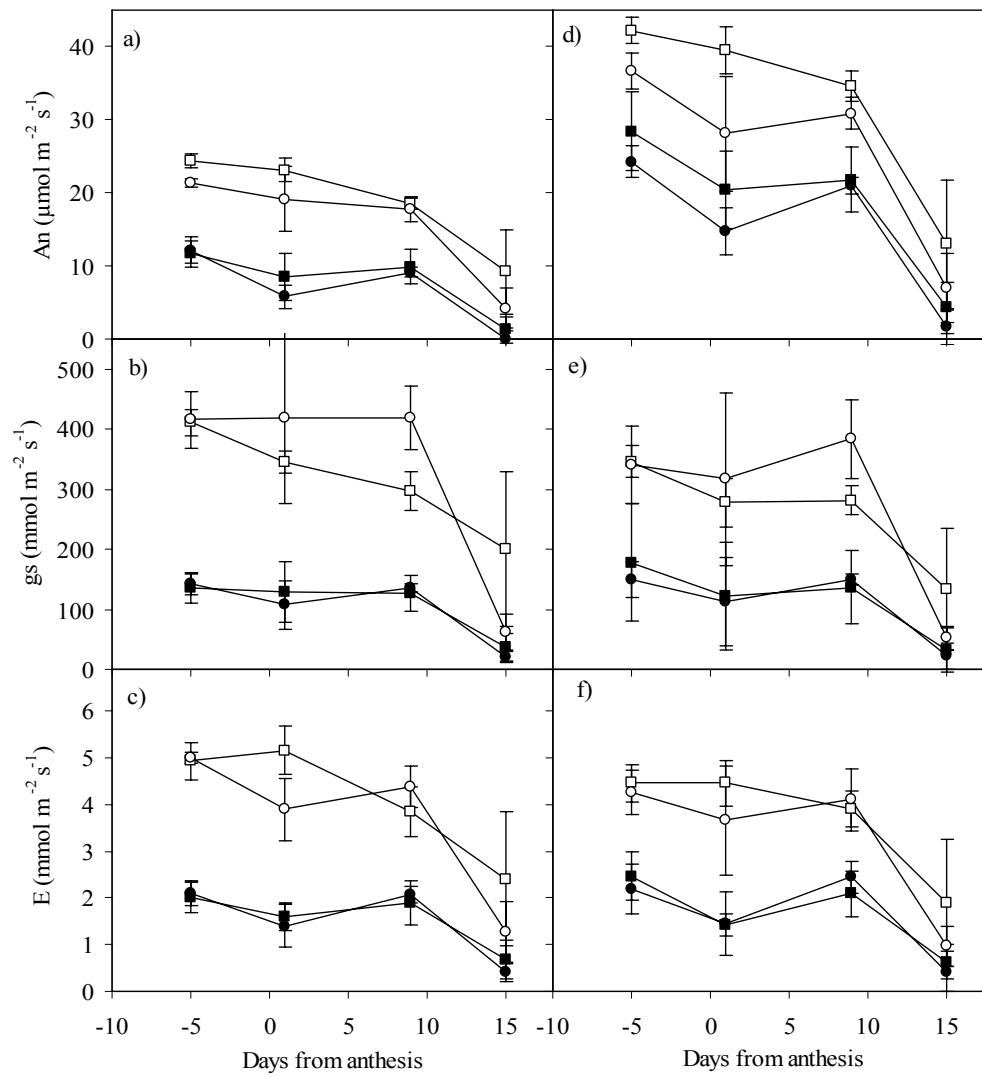 a)
d)
40
30
20
10
0
An (µmol m⁻² s⁻¹)
b)
e)
500
400
300
200
100
0
gs (mmol m⁻² s⁻¹)
c)
f)
6
5
4
3
2
1
0
E (mmol m⁻² s⁻¹)
-10 -5 0 5 10 15 -10 -5 0 5 10 15
Days from anthesis Days from anthesis